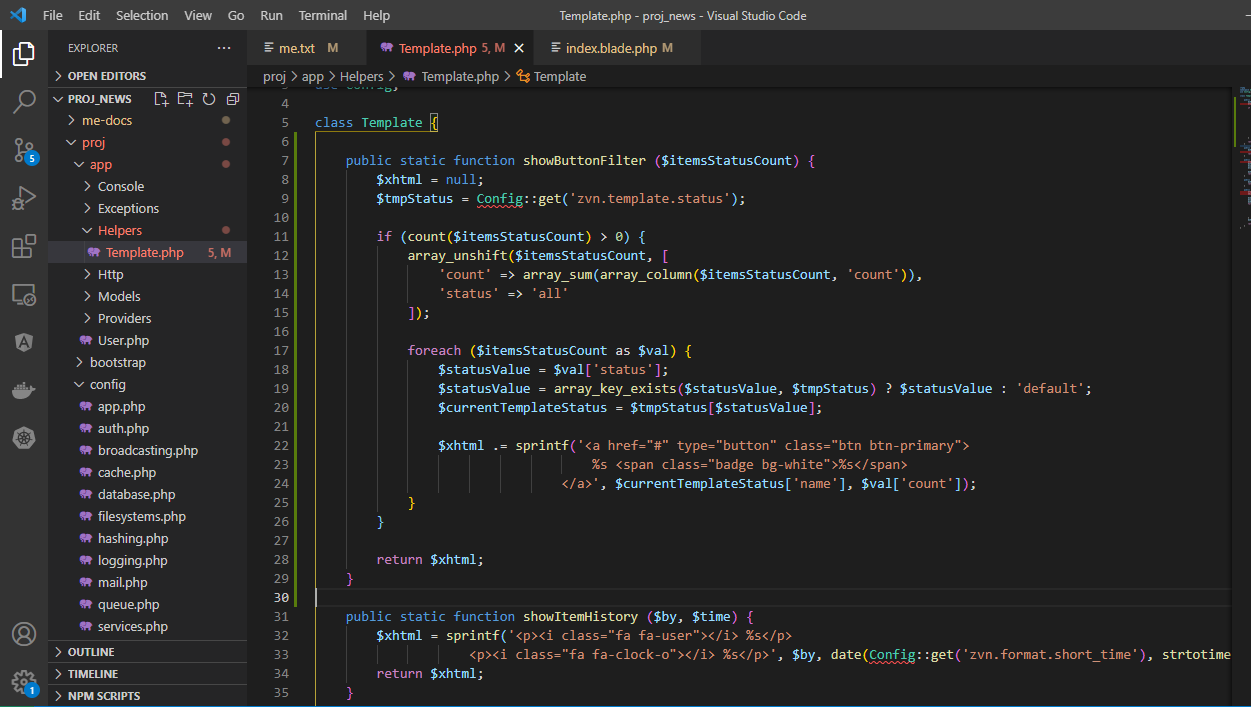 File Edit Selection View Go Run Terminal Help
Template.php - proj_news - Visual Studio Code
EXPLORER
me.txt M
Template.php 5, M
index.blade.php M
OPEN EDITORS
proj > app > Helpers > Template.php > Template
PROJ_NEWS
me-docs
proj
app
Console
Exceptions
Helpers
Template.php 5, M
Http
Models
Providers
User.php
bootstrap
config
app.php
auth.php
broadcasting.php
cache.php
database.php
filesystems.php
hashing.php
logging.php
mail.php
queue.php
services.php
OUTLINE
TIMELINE
NPM SCRIPTS
5
1
use Config;
4
5 class Template {
6
7 public static function showButtonFilter ($itemsStatusCount) {
8 $xhtml = null;
9 $tmpStatus = Config::get('zvn.template.status');
10
11 if (count($itemsStatusCount) > 0) {
12 array_unshift($itemsStatusCount, [
13 'count' => array_sum(array_column($itemsStatusCount, 'count')),
14 'status' => 'all'
15 ]);
16
17 foreach ($itemsStatusCount as $val) {
18 $statusValue = $val['status'];
19 $statusValue = array_key_exists($statusValue, $tmpStatus) ? $statusValue : 'default';
20 $currentTemplateStatus = $tmpStatus[$statusValue];
21
22 $xhtml .= sprintf('<a href="#" type="button" class="btn btn-primary">
23 %s <span class="badge bg-white">%s</span>
24 </a>', $currentTemplateStatus['name'], $val['count']);
25 }
26 }
27
28 return $xhtml;
29 }
30
31 public static function showItemHistory ($by, $time) {
32 $xhtml = sprintf('<p><i class="fa fa-user"></i> %s</p>
33 <p><i class="fa fa-clock-o"></i> %s</p>', $by, date(Config::get('zvn.format.short_time'), strtotime
34 return $xhtml;
35 }